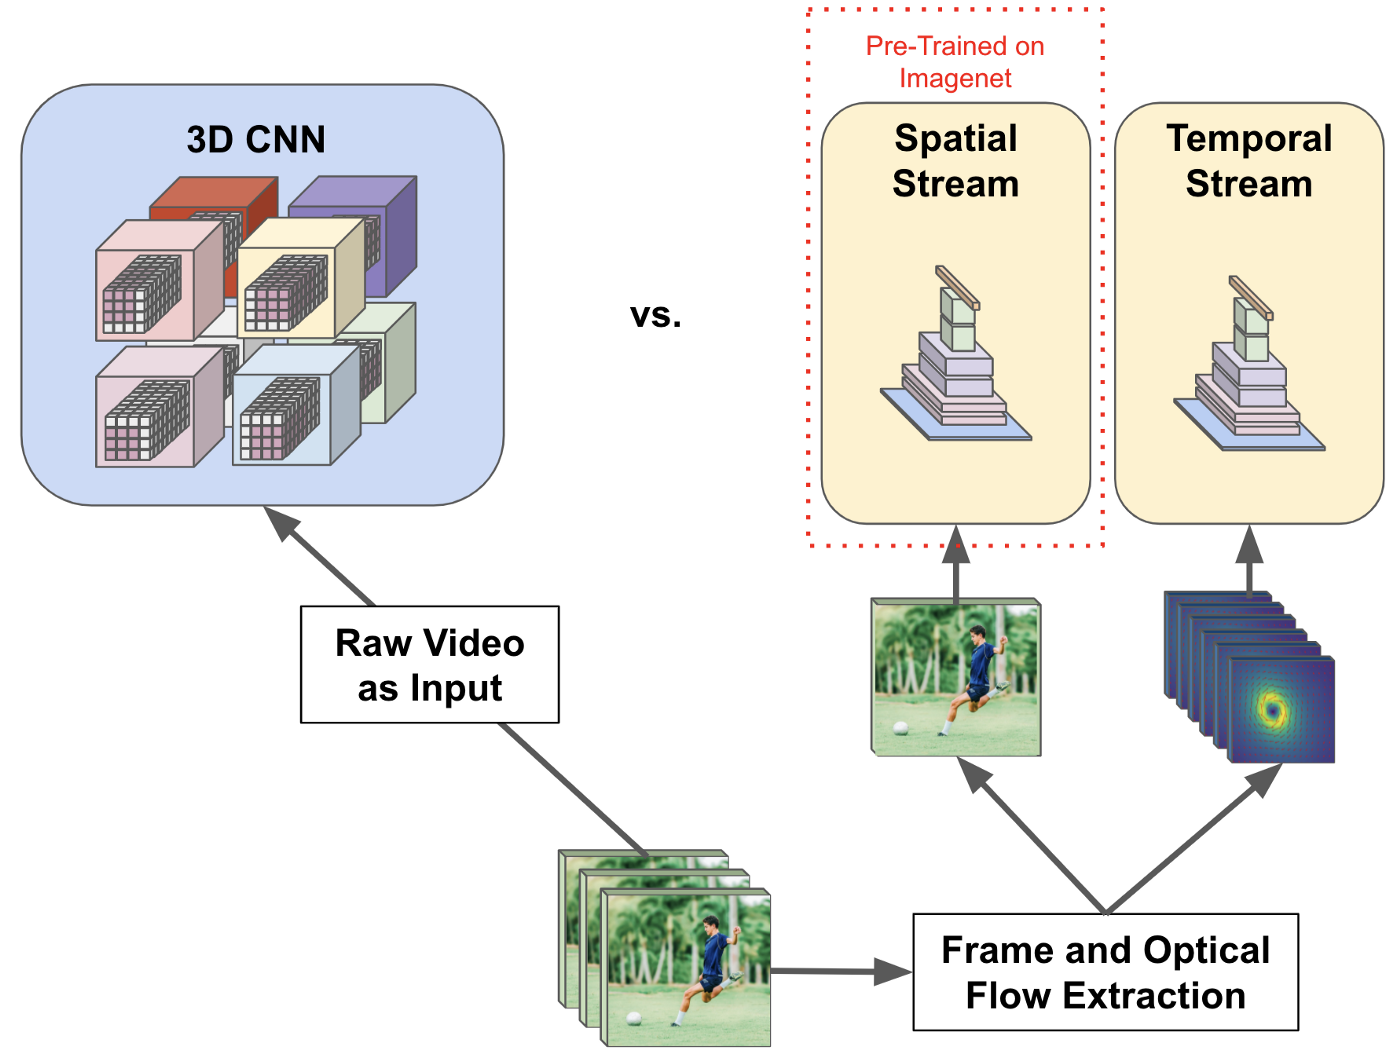 Pre-Trained on
Imagenet
3D CNN
Spatial
Stream
Temporal
Stream
vs.
Raw Video
as Input
Frame and Optical
Flow Extraction